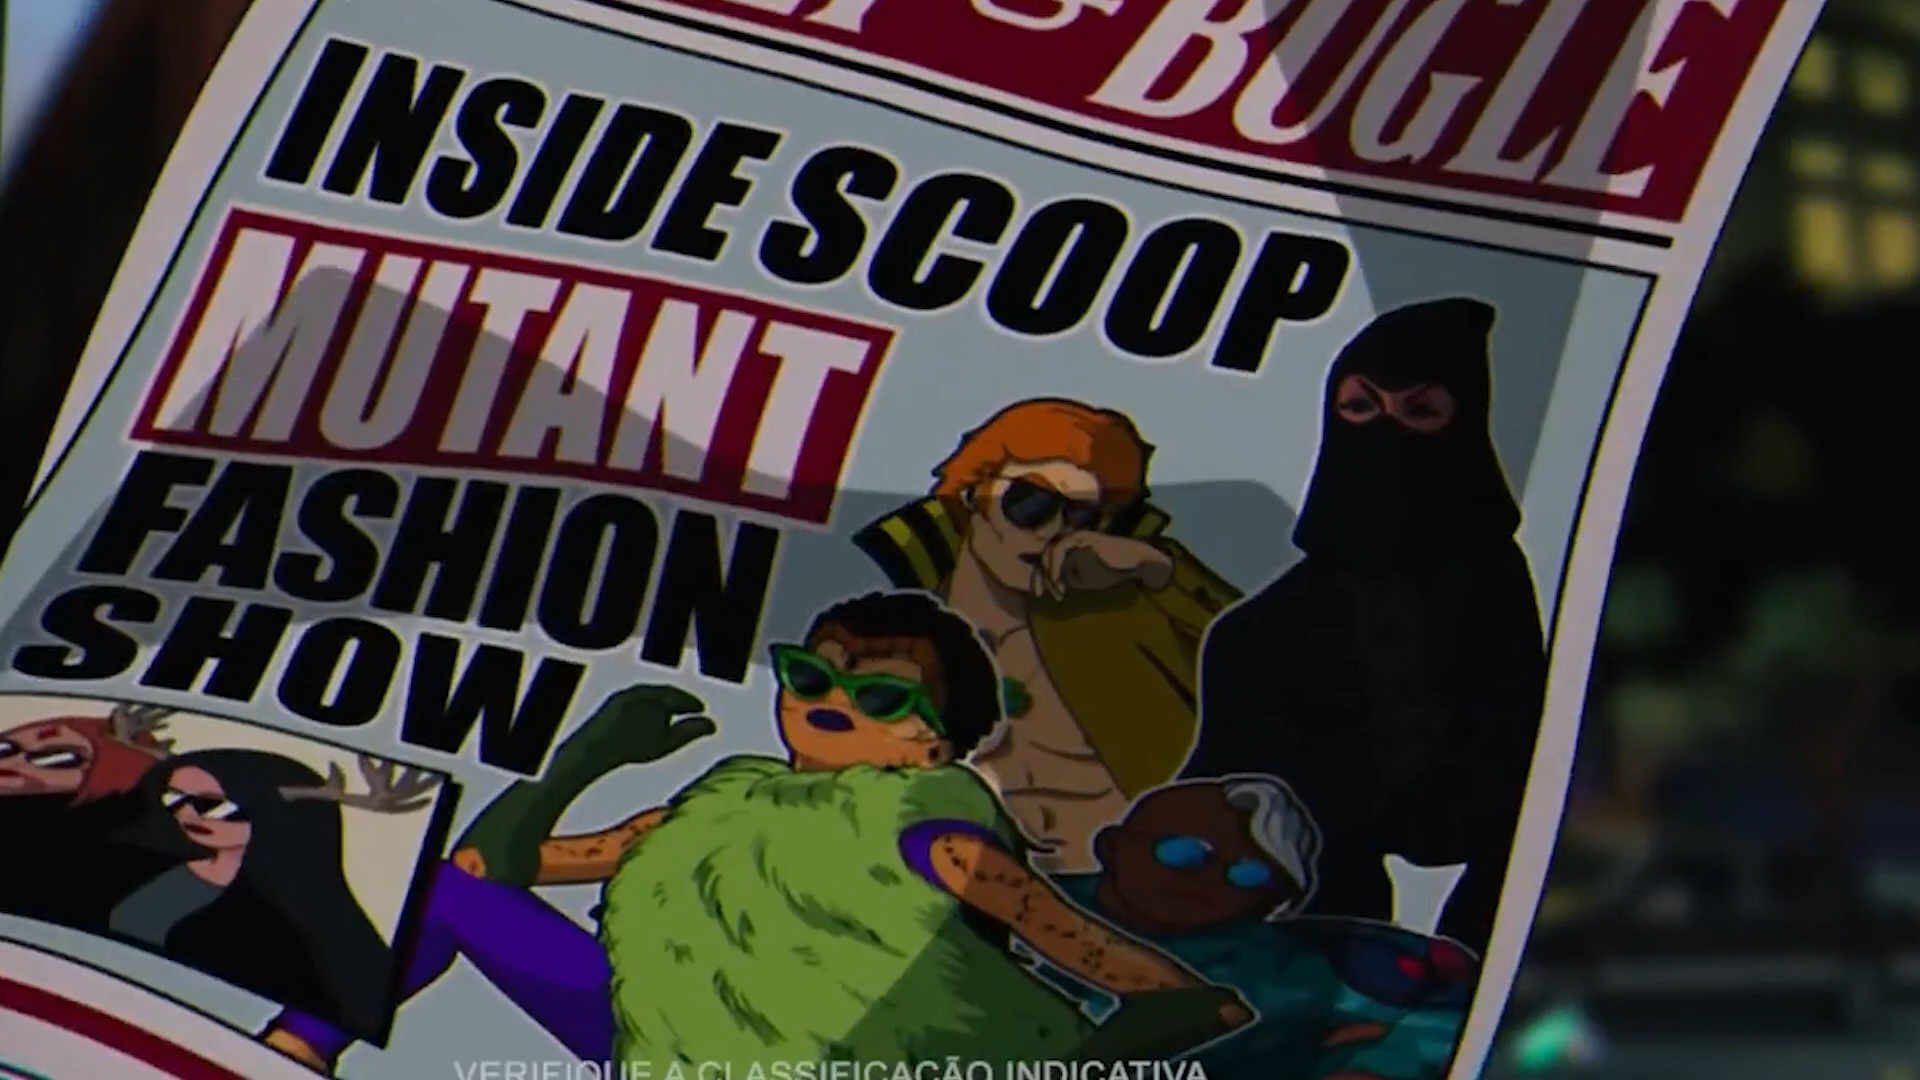 & BUGLE
INSIDE SCOOP
MUTANT
FASHION
SHOW
VERIFIQUE A CLASSIFICAÇÃO INDICATIVA